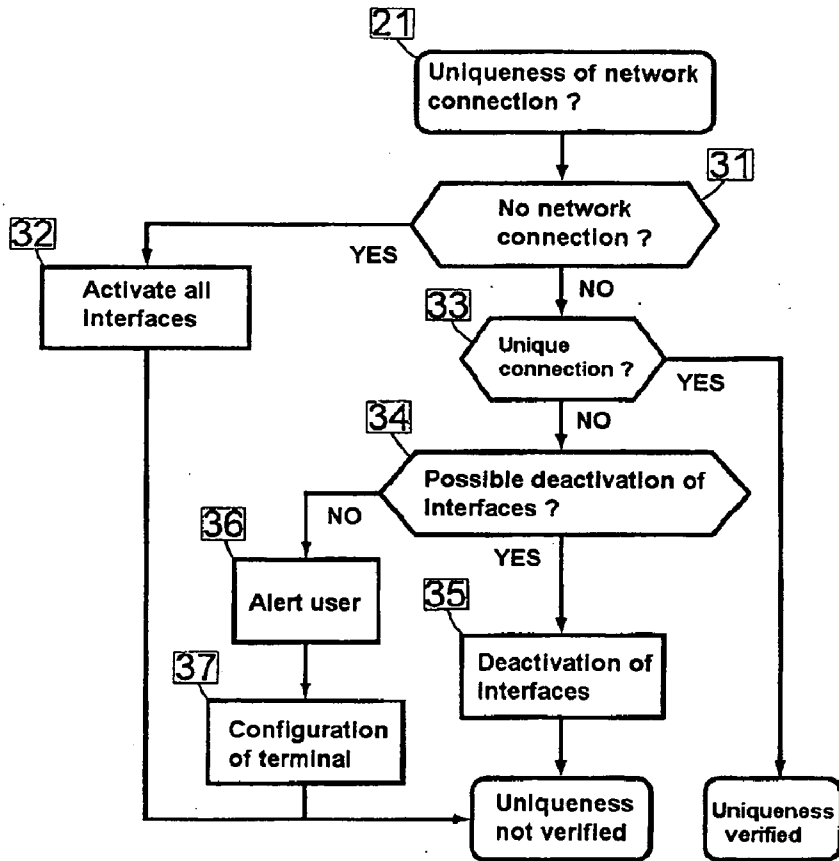 21
Uniqueness of network
connection ?
31
No network
connection ?
YES
NO
32
Activate all
Interfaces
33
Unique
connection ?
YES
NO
34
Possible deactivation of
Interfaces ?
NO
YES
36
Alert user
35
Deactivation of
Interfaces
37
Configuration
of terminal
Uniqueness
not verified
Uniqueness
verified